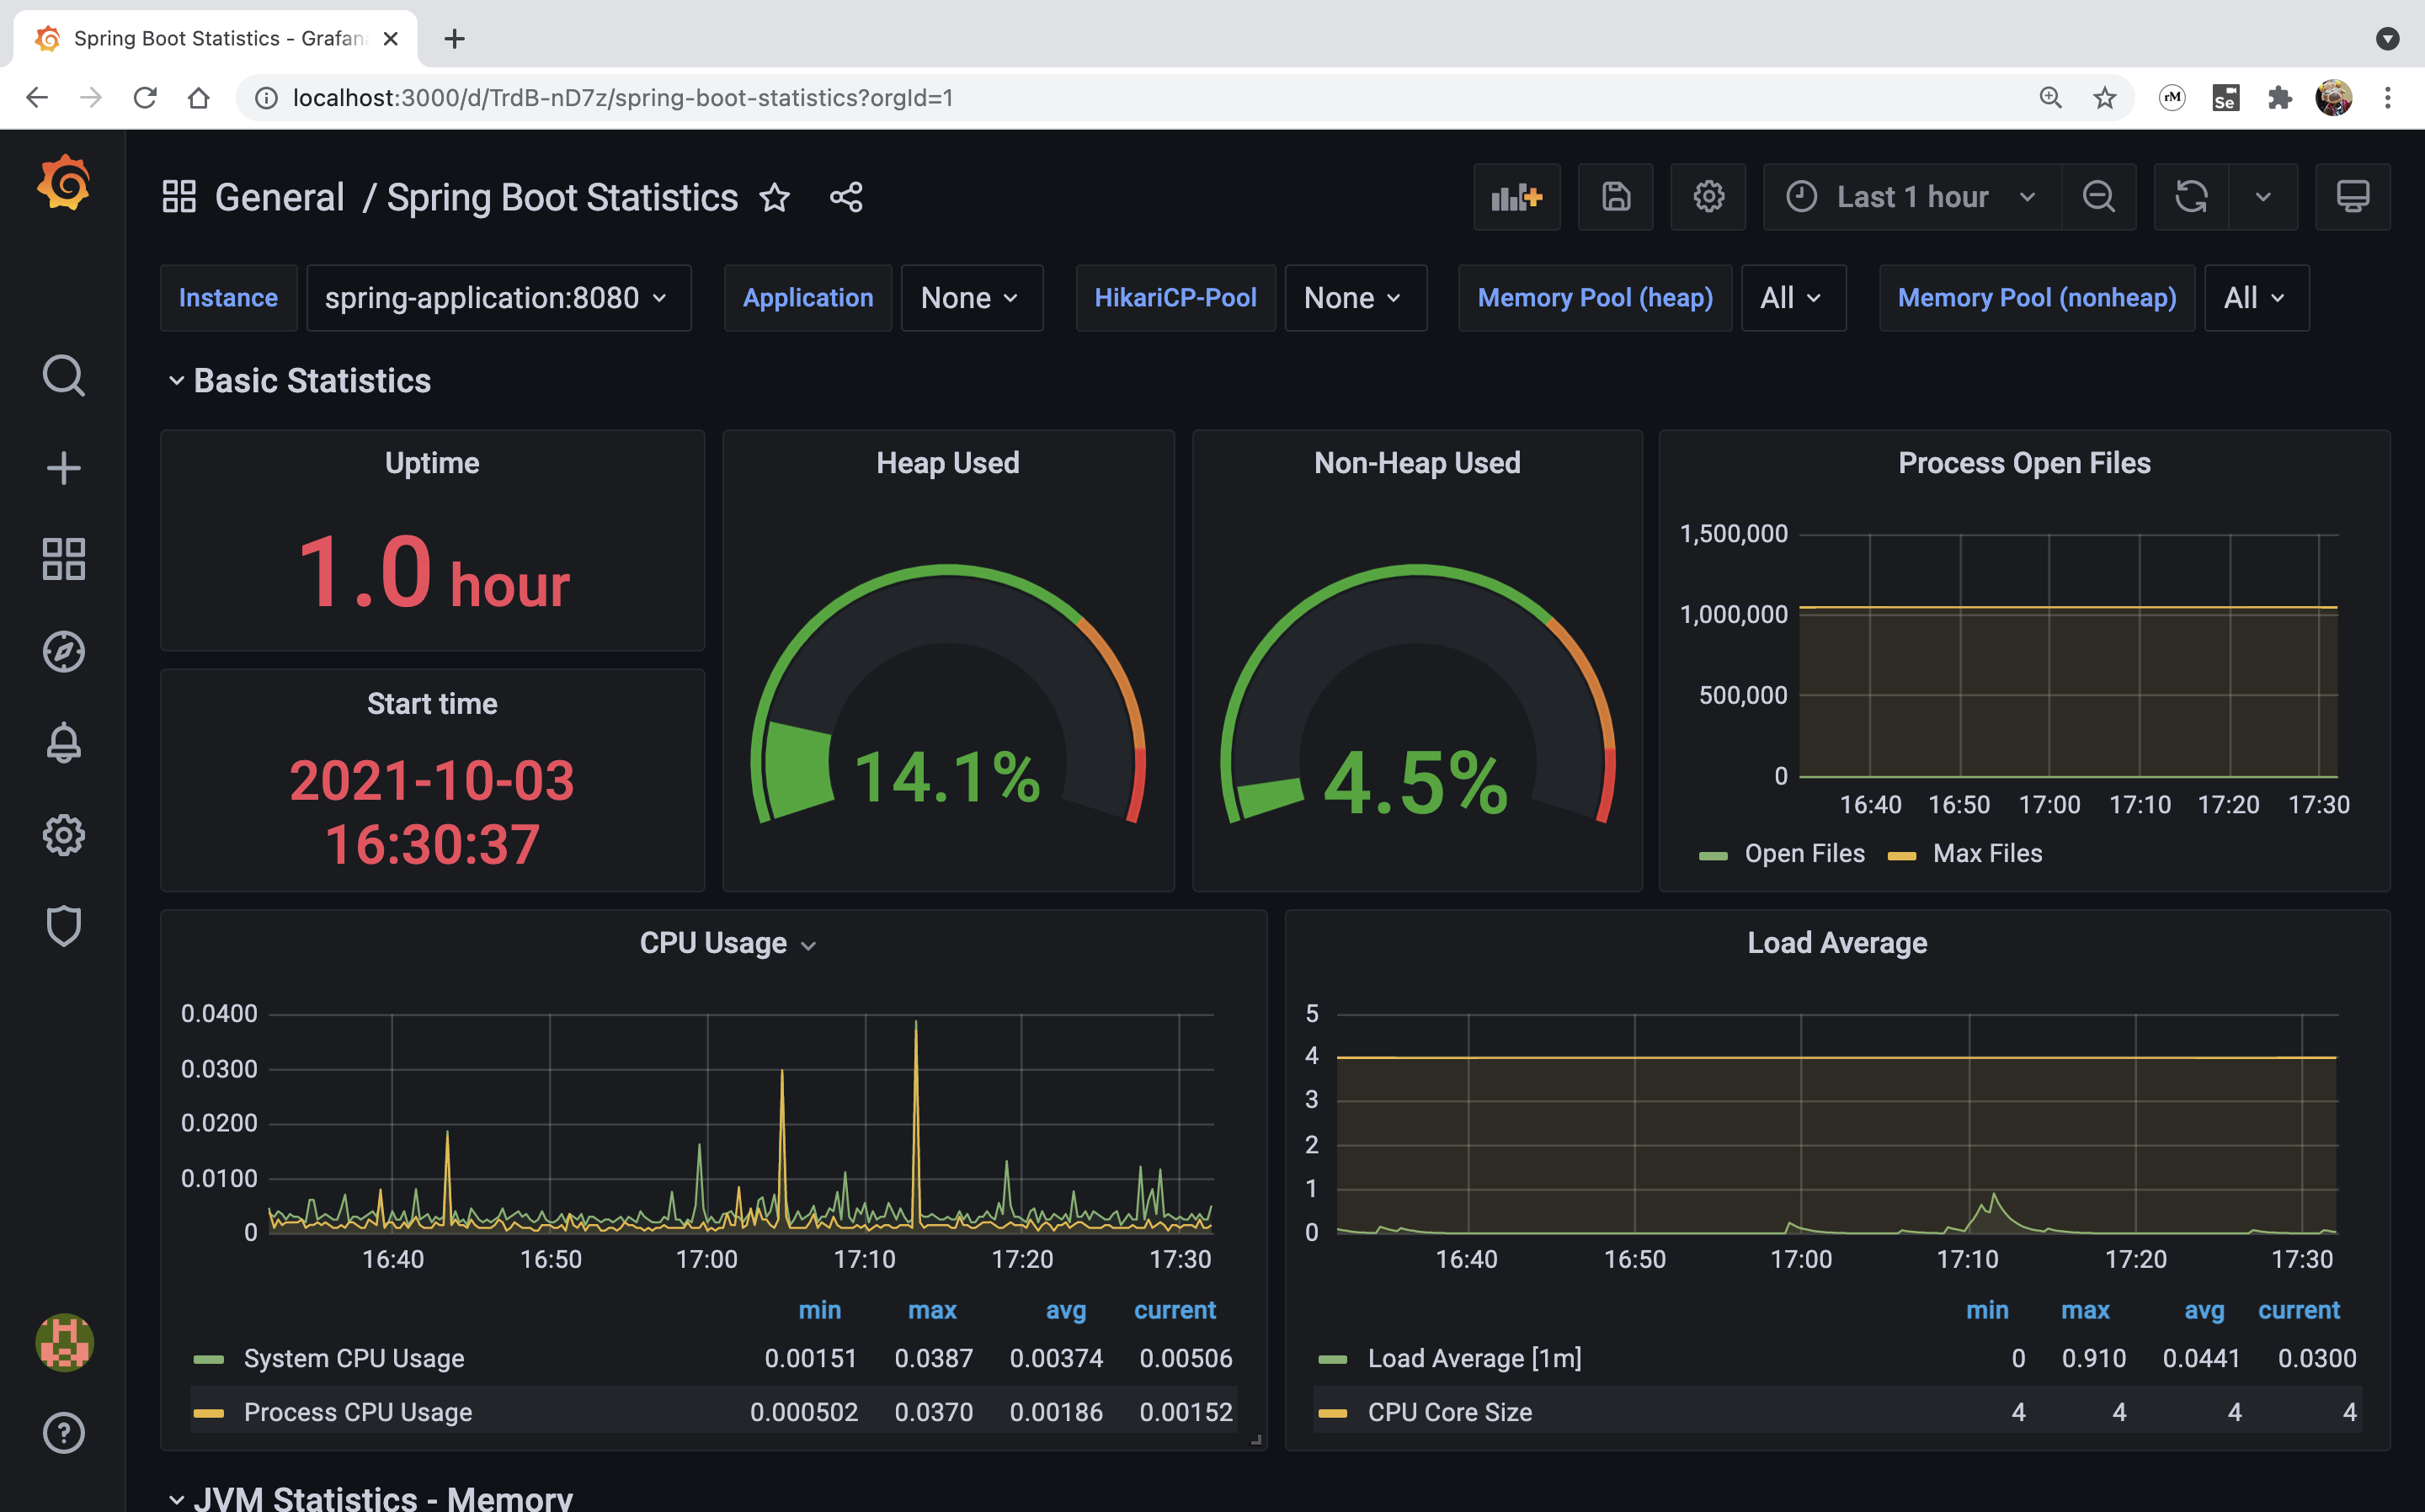 Spring Boot Statistics - Grafana
localhost:3000/d/TrdB-nD7z/spring-boot-statistics?orgId=1
rM
Se
General / Spring Boot Statistics
Last 1 hour
Instance spring-application:8080 Application None HikariCP-Pool None Memory Pool (heap) All Memory Pool (nonheap) All
Basic Statistics
Uptime
1.0 hour
Start time
2021-10-03
16:30:37
Heap Used
14.1%
Non-Heap Used
4.5%
Process Open Files
1,500,000
1,000,000
500,000
0
16:40 16:50 17:00 17:10 17:20 17:30
Open Files Max Files
CPU Usage
0.0400
0.0300
0.0200
0.0100
0
16:40 16:50 17:00 17:10 17:20 17:30
min max avg current
System CPU Usage 0.00151 0.0387 0.00374 0.00506
Process CPU Usage 0.000502 0.0370 0.00186 0.00152
Load Average
5
4
3
2
1
0
16:40 16:50 17:00 17:10 17:20 17:30
min max avg current
Load Average [1m] 0 0.910 0.0441 0.0300
CPU Core Size 4 4 4 4
JVM Statistics - Memory